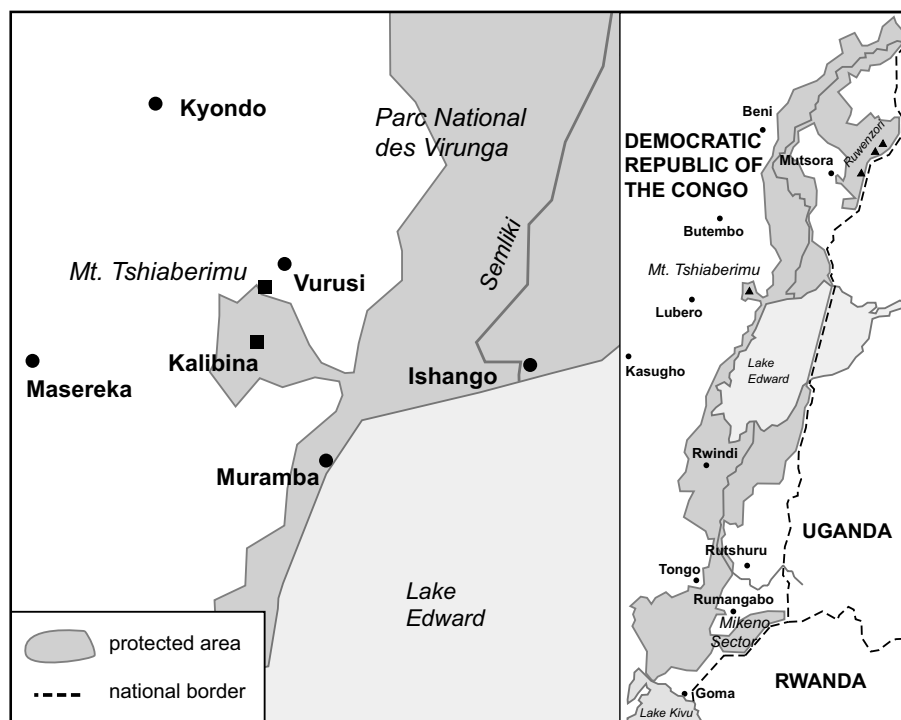 Kyondo
Parc National
des Virunga
Semliki
Mt. Tshiaberimu
Vurusi
Kalibina
Masereka
Ishango
Muramba
Lake
Edward
protected area
national border
Beni
DEMOCRATIC
REPUBLIC OF
THE CONGO
Ruwenzori
Mutsora
Butembo
Mt. Tshiaberimu
Lubero
Kasugho
Lake
Edward
Rwindi
UGANDA
Rutshuru
Tongo
Rumangabo
Mikeno
Sector
RWANDA
Goma
Lake Kivu